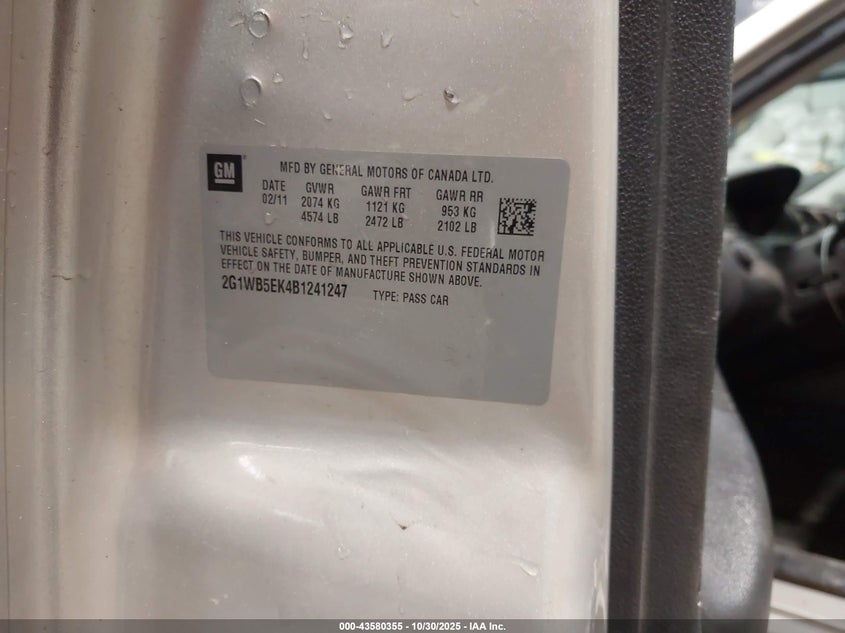 GM
MFD BY GENERAL MOTORS OF CANADA LTD.
DATE GVWR GAWR FRT GAWR RR
02/11 2074 KG 1121 KG 953 KG
4574 LB 2472 LB 2102 LB
THIS VEHICLE CONFORMS TO ALL APPLICABLE U.S. FEDERAL MOTOR
VEHICLE SAFETY, BUMPER, AND THEFT PREVENTION STANDARDS IN
EFFECT ON THE DATE OF MANUFACTURE SHOWN ABOVE.
2G1WB5EK4B1241247 TYPE: PASS CAR
000-43580355 - 10/30/2025 - IAA Inc.